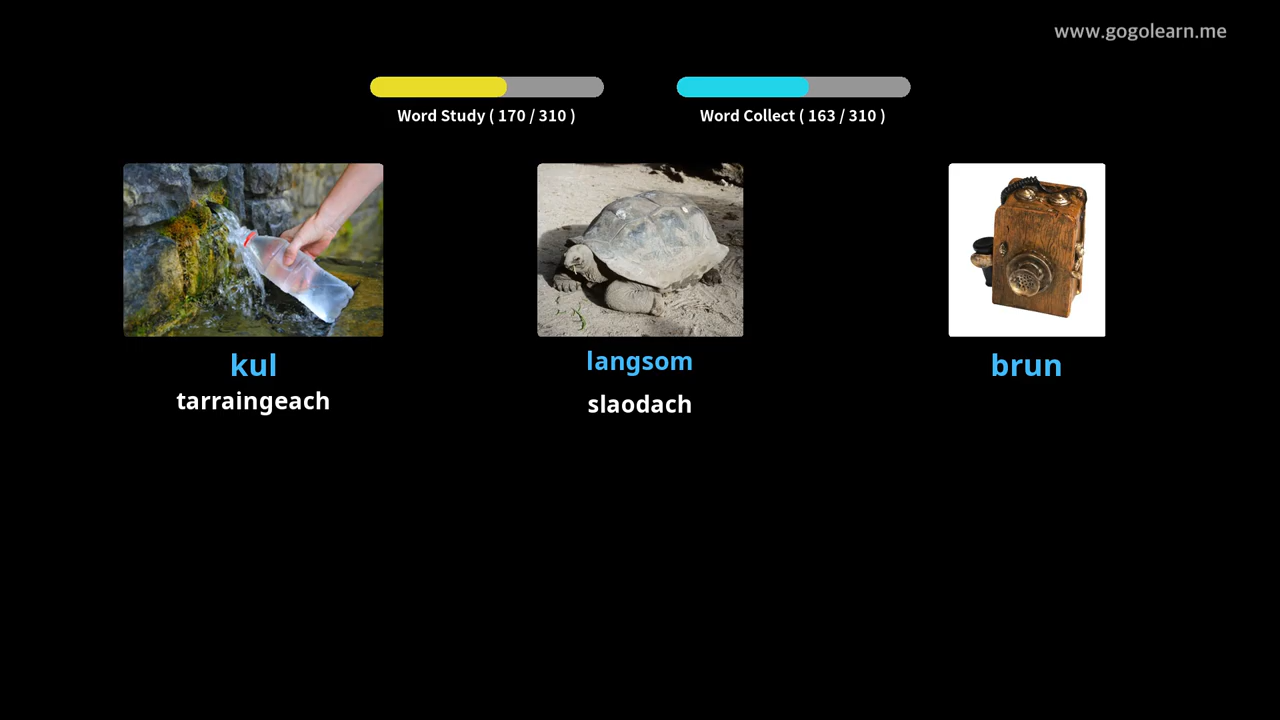 www.gogolearn.me
Word Study ( 170 / 310 )
Word Collect ( 163 / 310 )
kul
tarraingeach
langsom
slaodach
brun